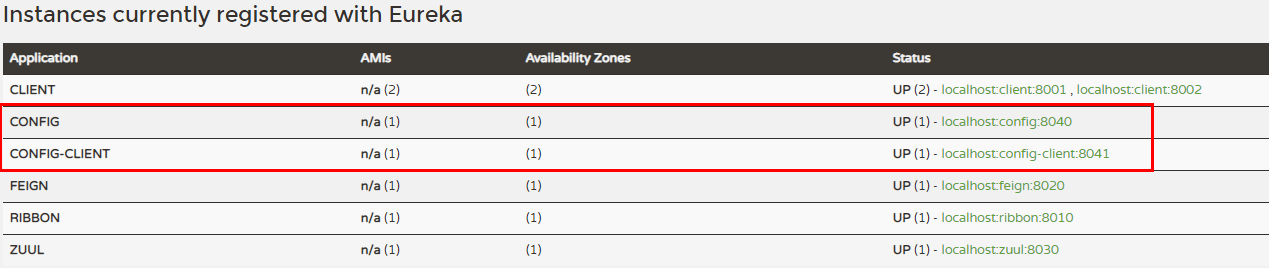 Instances currently registered with Eureka
Application AMIs Availability Zones Status
CLIENT n/a (2) (2) UP (2) - localhost:client:8001 , localhost:client:8002
CONFIG n/a (1) (1) UP (1) - localhost:config:8040
CONFIG-CLIENT n/a (1) (1) UP (1) - localhost:config-client:8041
FEIGN n/a (1) (1) UP (1) - localhost:feign:8020
RIBBON n/a (1) (1) UP (1) - localhost:ribbon:8010
ZUUL n/a (1) (1) UP (1) - localhost:zuul:8030